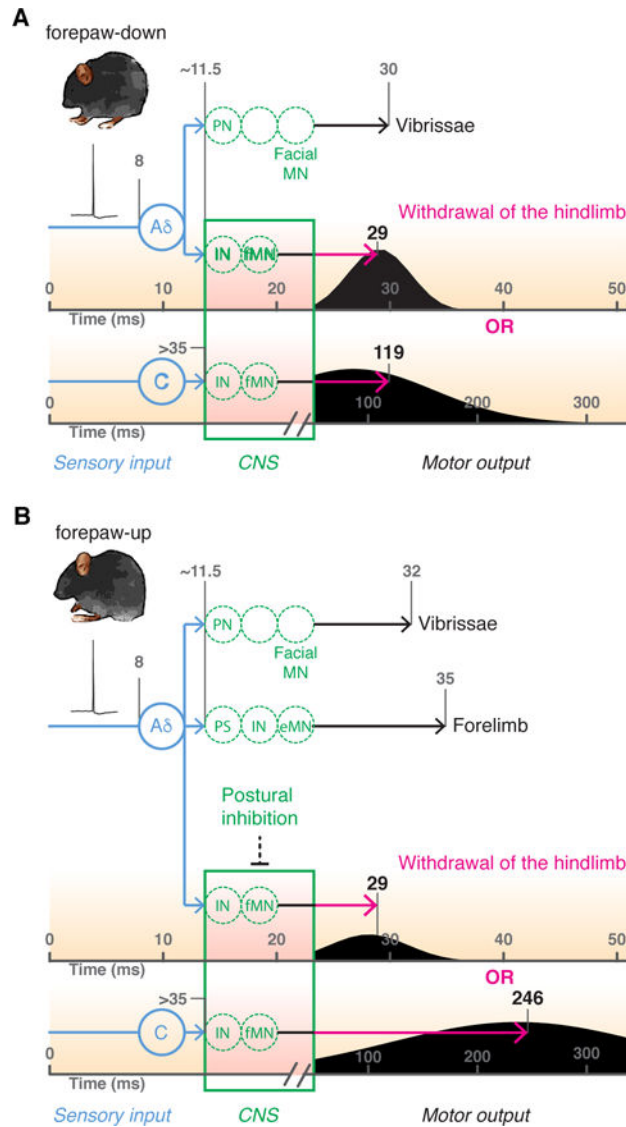 A
forepaw-down
~11.5
30
PN
Vibrissae
Facial
MN
8
Aδ
Withdrawal of the hindlimb
29
IN fMN
0 20 30 40 50
Time (ms)
OR
>35
119
C
IN fMN
0 100 200 300
Time (ms)
Sensory input CNS Motor output
B
forepaw-up
~11.5
32
PN
Vibrissae
Facial
MN
8
35
Aδ
PS IN eMN
Forelimb
Postural
inhibition
Withdrawal of the hindlimb
29
IN fMN
0 20 30 40 50
Time (ms)
OR
>35
246
C
IN fMN
0 100 200 300
Time (ms)
Sensory input CNS Motor output